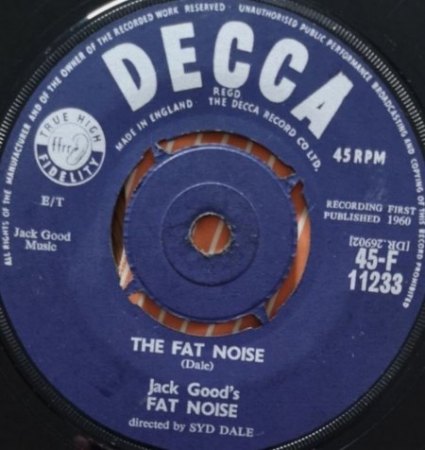 ALL RIGHTS OF THE MANUFACTURER AND OF THE OWNER OF THE RECORDED WORK RESERVED · UNAUTHORISED PUBLIC PERFORMANCE BROADCASTING AND COPYING OF THIS RECORD PROHIBITED
DECCA
REGD
MADE IN ENGLAND
THE DECCA RECORD CO LTD.
TRUE HIGH
ffrr
FIDELITY
45 RPM
E/T
Jack Good
Music
RECORDING FIRST
PUBLISHED 1960
[DR.26902]
45-F
11233
THE FAT NOISE
(Dale)
Jack Good's
FAT NOISE
directed by SYD DALE